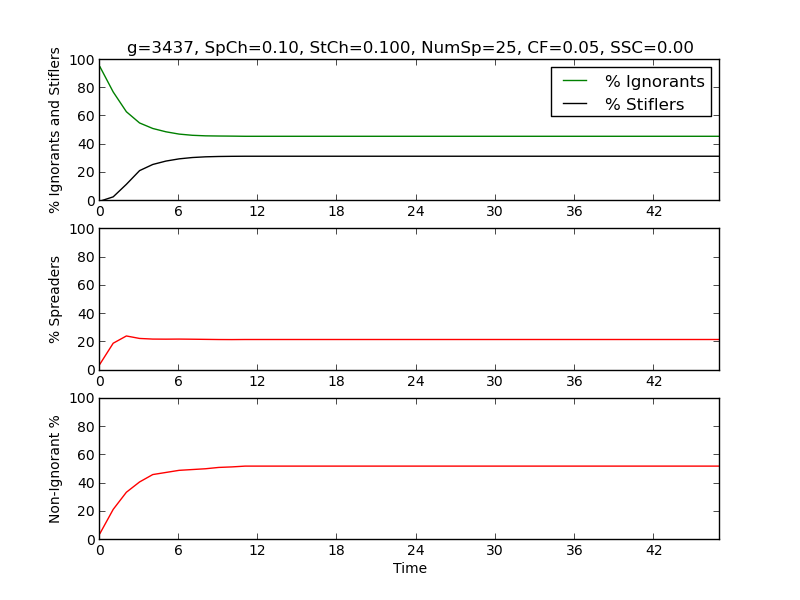 g=3437, SpCh=0.10, StCh=0.100, NumSp=25, CF=0.05, SSC=0.00
% Ignorants and Stiflers
100
80
60
40
20
0
% Ignorants
% Stiflers
0 6 12 18 24 30 36 42
% Spreaders
100
80
60
40
20
0
0 6 12 18 24 30 36 42
Non-Ignorant %
100
80
60
40
20
0
0 6 12 18 24 30 36 42
Time